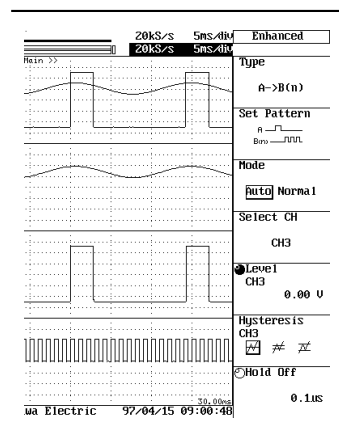 20kS/s 5ms/div Enhanced
20kS/s 5ms/div
Main >>
Type
A->B(n)
Set Pattern
A
B(n)
Mode
Auto Normal
Select CH
CH3
Level
CH3
0.00 V
Hysteresis
CH3
Hold Off
30.00ms
0.1us
wa Electric 97/04/15 09:00:48